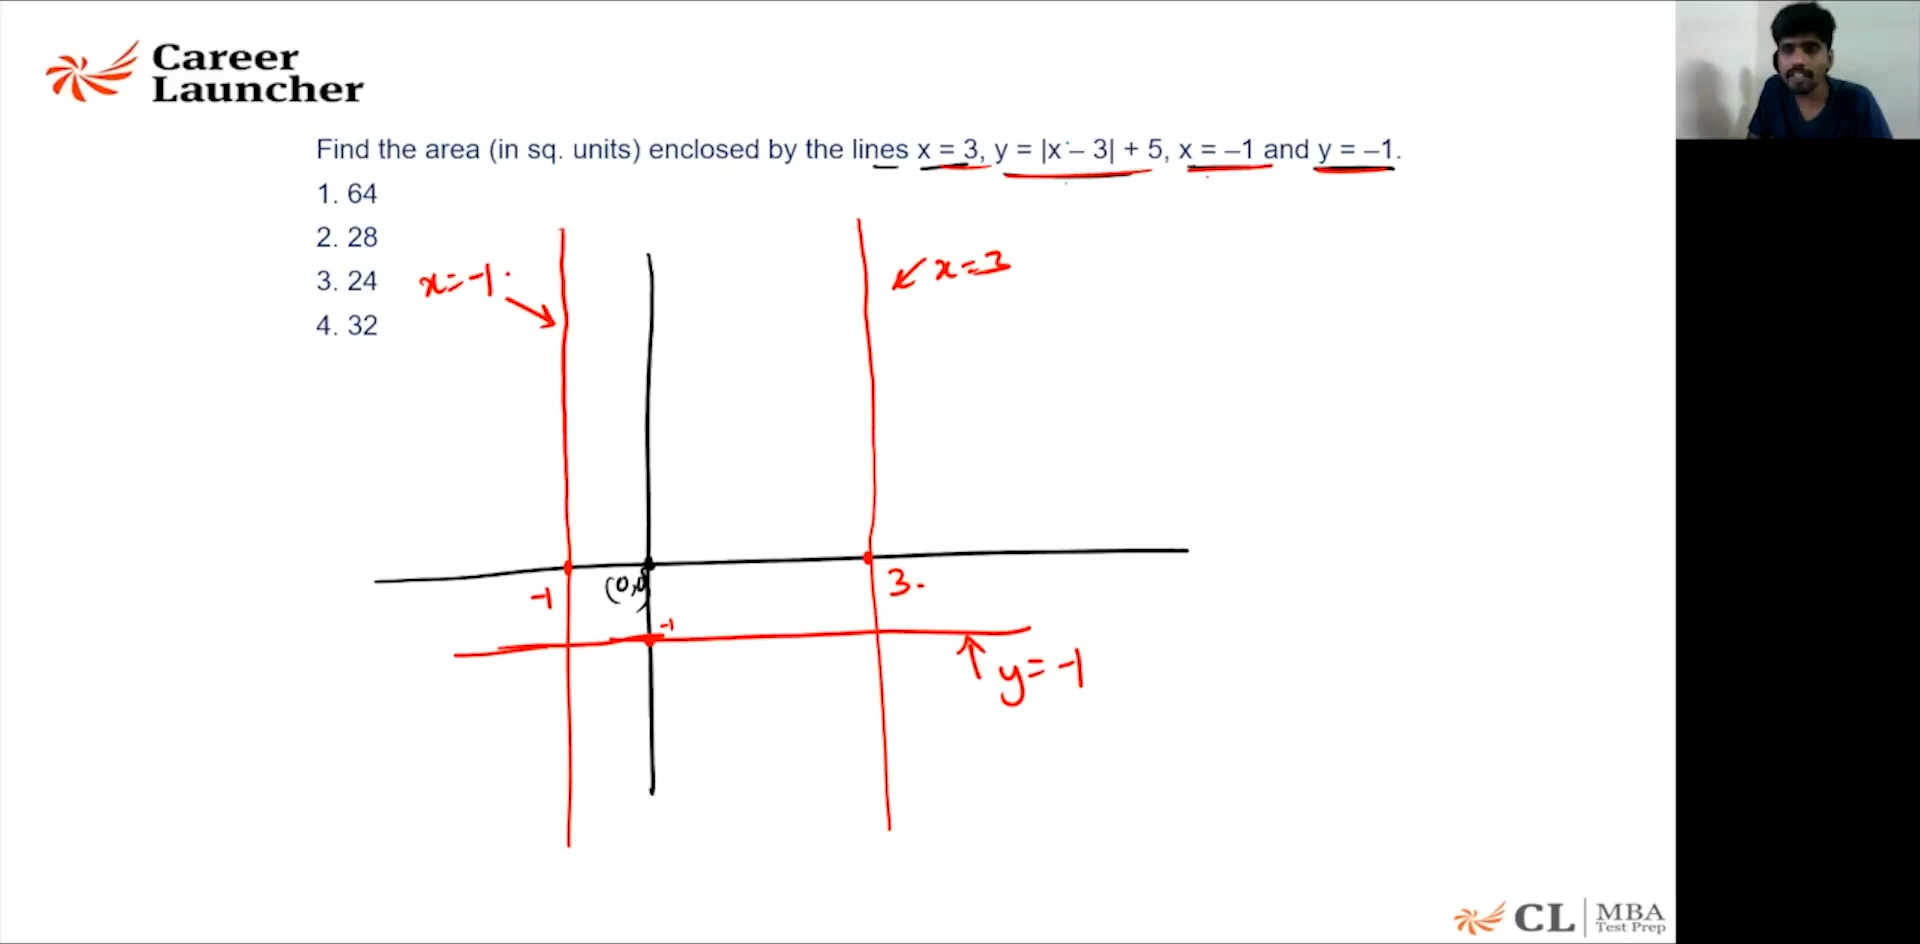 Career
Launcher
Find the area (in sq. units) enclosed by the lines x = 3, y = |x – 3| + 5, x = –1 and y = –1.
1. 64
2. 28
3. 24
4. 32
x=-1
x=3
-1
(0,0)
3
-1
y=-1
CL MBA
Test Prep